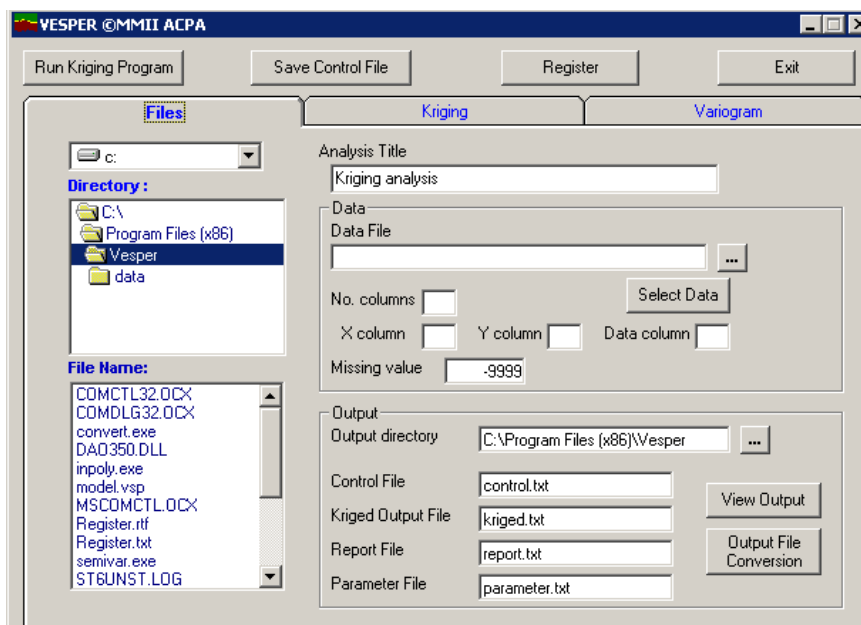 VESPER ©MMII ACPA
Run Kriging Program Save Control File Register Exit
Files Kriging Variogram
c:
Directory :
C:\
Program Files (x86)
Vesper
data
File Name:
COMCTL32.OCX
COMDLG32.OCX
convert.exe
DAO350.DLL
inpoly.exe
model.vsp
MSCOMCTL.OCX
Register.rtf
Register.txt
semivar.exe
ST6UNST.LOG
Analysis Title
Kriging analysis
Data
Data File
...
No. columns Select Data
X column Y column Data column
Missing value -9999
Output
Output directory C:\Program Files (x86)\Vesper ...
Control File control.txt
Kriged Output File kriged.txt
Report File report.txt
Parameter File parameter.txt
View Output
Output File
Conversion